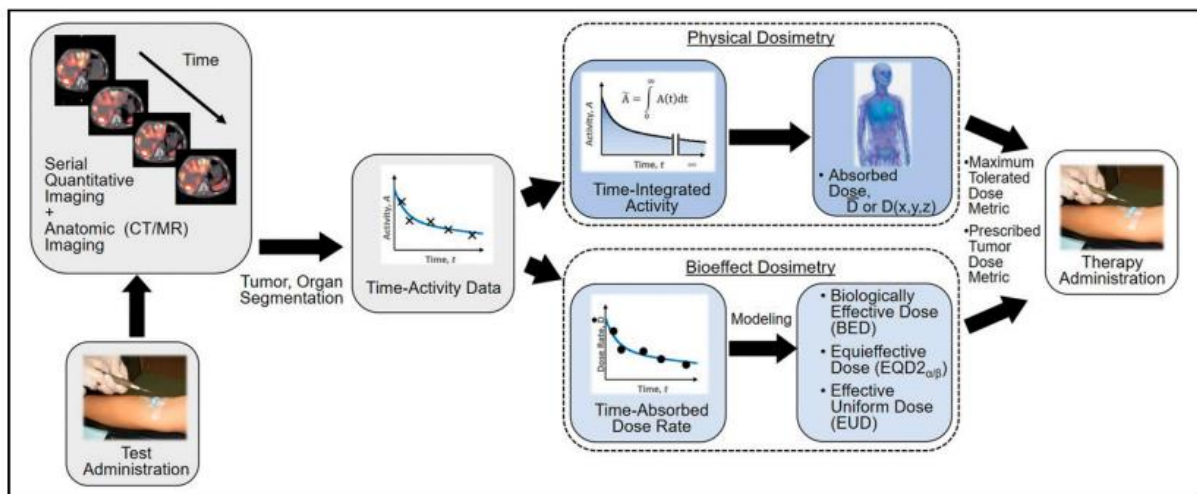 Time
Serial
Quantitative
Imaging
+
Anatomic (CT/MR)
Imaging
Test
Administration
Tumor, Organ
Segmentation
Activity, A
Time, t
Time-Activity Data
Physical Dosimetry
Ã = ∫₀^∞ A(t)dt
Activity, A
Time, t ∞
Time-Integrated
Activity
• Absorbed
Dose,
D or D(x,y,z)
Bioeffect Dosimetry
Dose Rate, Ḋ
Time, t
Time-Absorbed
Dose Rate
Modeling
• Biologically
Effective Dose
(BED)
• Equieffective
Dose (EQD2α/β)
• Effective
Uniform Dose
(EUD)
•Maximum
Tolerated
Dose
Metric
•Prescribed
Tumor
Dose
Metric
Therapy
Administration